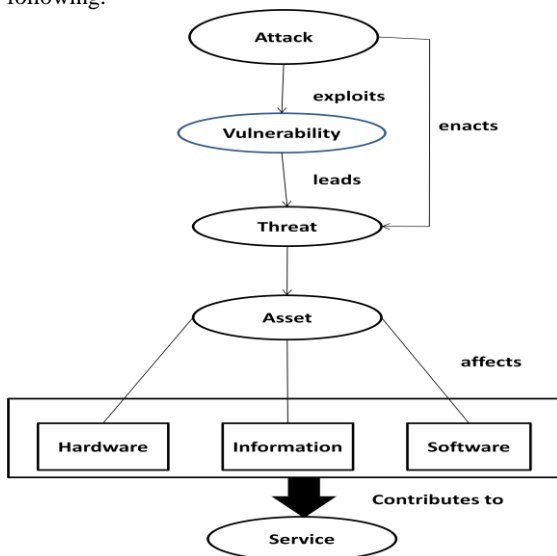 following:
Attack
exploits
Vulnerability
enacts
leads
Threat
Asset
affects
Hardware Information Software
Contributes to
Service